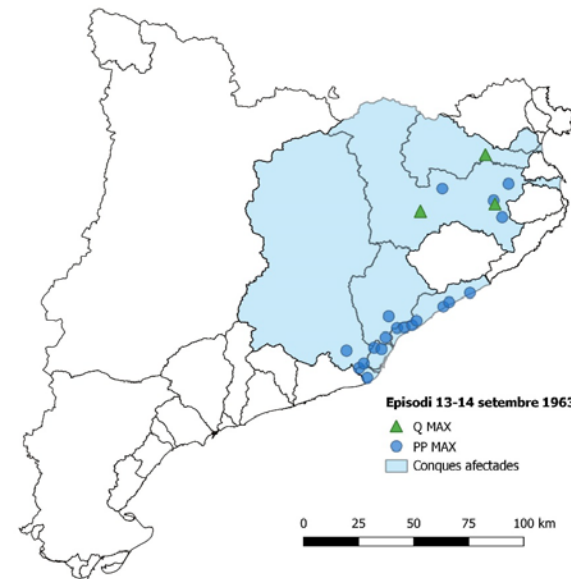 Episodi 13-14 setembre 1963
Q MAX
PP MAX
Conques afectades
0 25 50 75 100 km